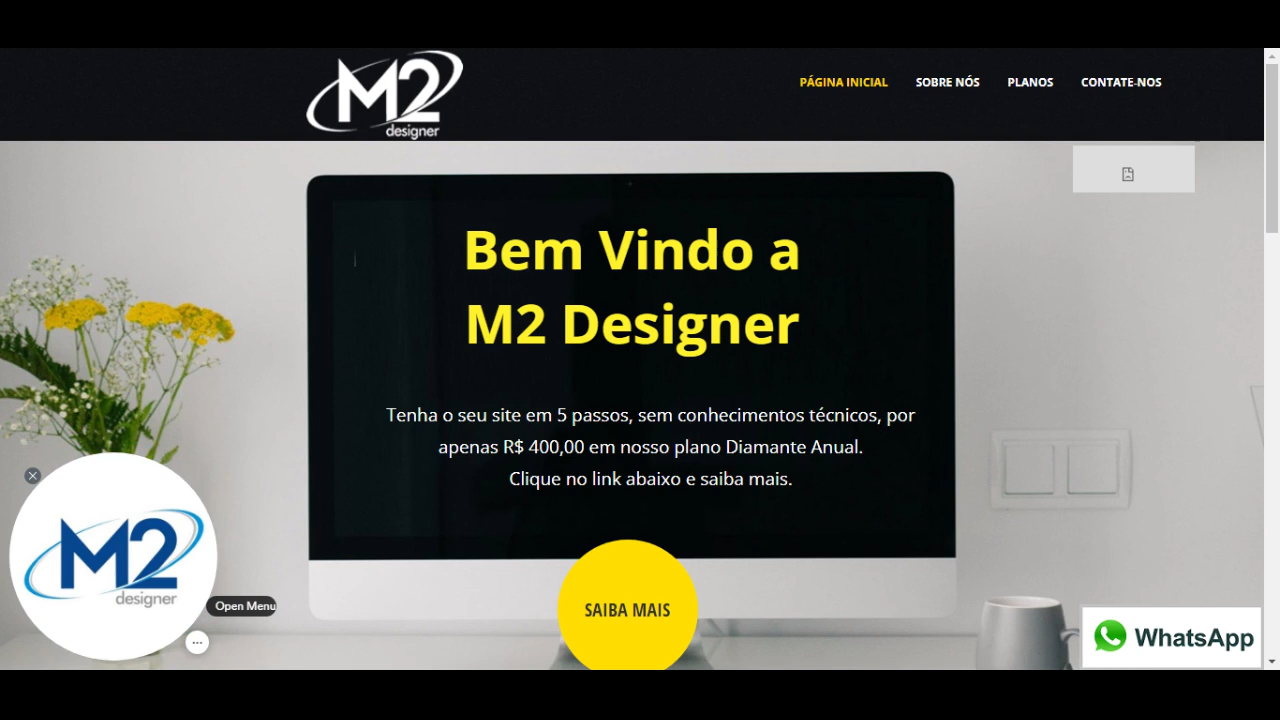 M2
designer
PÁGINA INICIAL
SOBRE NÓS
PLANOS
CONTATE-NOS
Bem Vindo a
M2 Designer
Tenha o seu site em 5 passos, sem conhecimentos técnicos, por
apenas R$ 400,00 em nosso plano Diamante Anual.
Clique no link abaixo e saiba mais.
SAIBA MAIS
M2
designer
Open Menu
WhatsApp